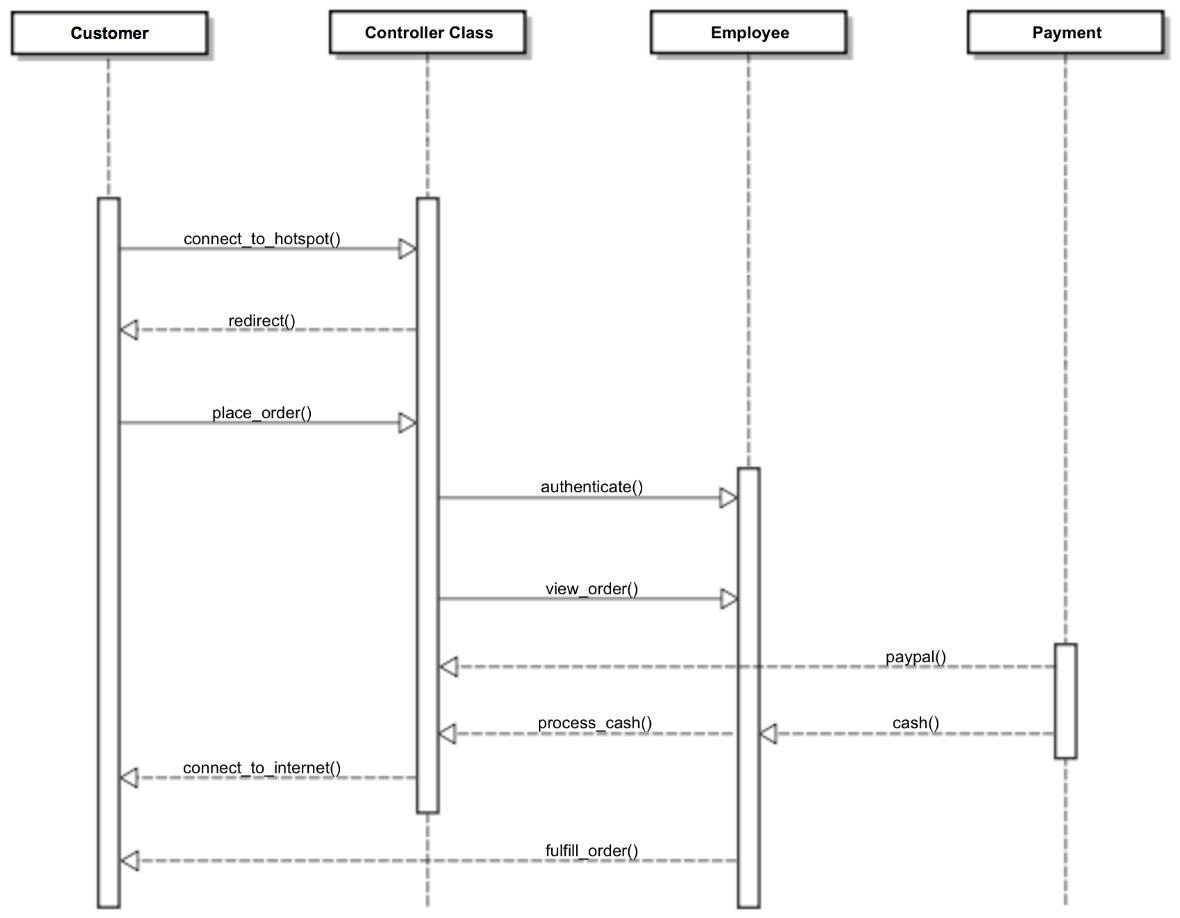 Customer
Controller Class
Employee
Payment
connect_to_hotspot()
redirect()
place_order()
authenticate()
view_order()
paypal()
process_cash()
cash()
connect_to_internet()
fulfill_order()